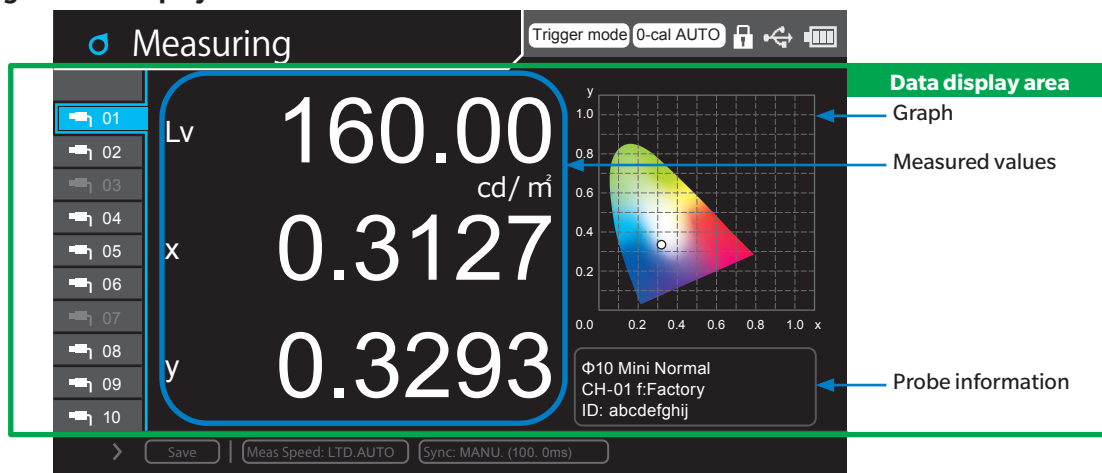 Measuring
Trigger mode 0-cal AUTO
Data display area
Graph
Measured values
Probe information
01
02
03
04
05
06
07
08
09
10
Lv 160.00
cd/㎡
x 0.3127
y 0.3293
y
1.0
0.8
0.6
0.4
0.2
0.0 0.2 0.4 0.6 0.8 1.0 x
Φ10 Mini Normal
CH-01 f:Factory
ID: abcdefghij
Save Meas Speed: LTD.AUTO Sync: MANU. (100. 0ms)